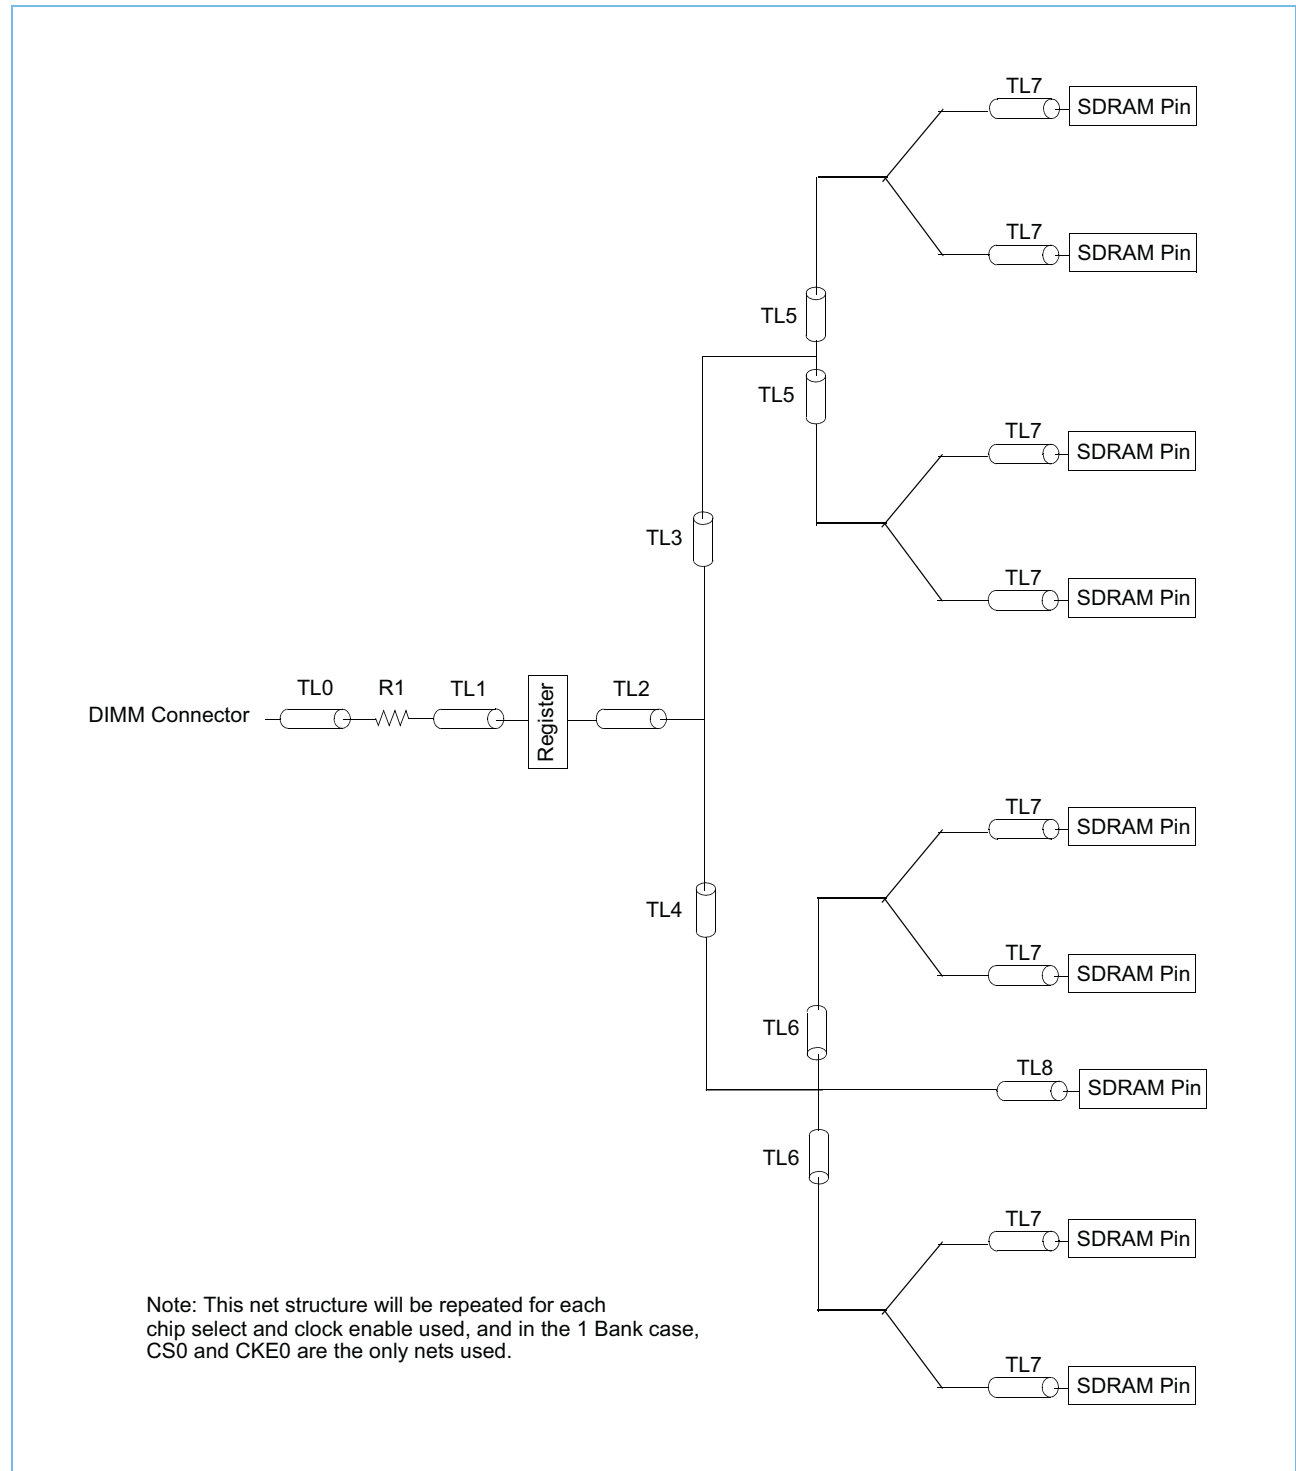 TL7
SDRAM Pin
TL7
SDRAM Pin
TL5
TL5
TL7
SDRAM Pin
TL3
TL7
SDRAM Pin
DIMM Connector
TL0
R1
TL1
Register
TL2
TL7
SDRAM Pin
TL4
TL7
SDRAM Pin
TL6
TL8
SDRAM Pin
TL6
TL7
SDRAM Pin
Note: This net structure will be repeated for each
chip select and clock enable used, and in the 1 Bank case,
CS0 and CKE0 are the only nets used.
TL7
SDRAM Pin